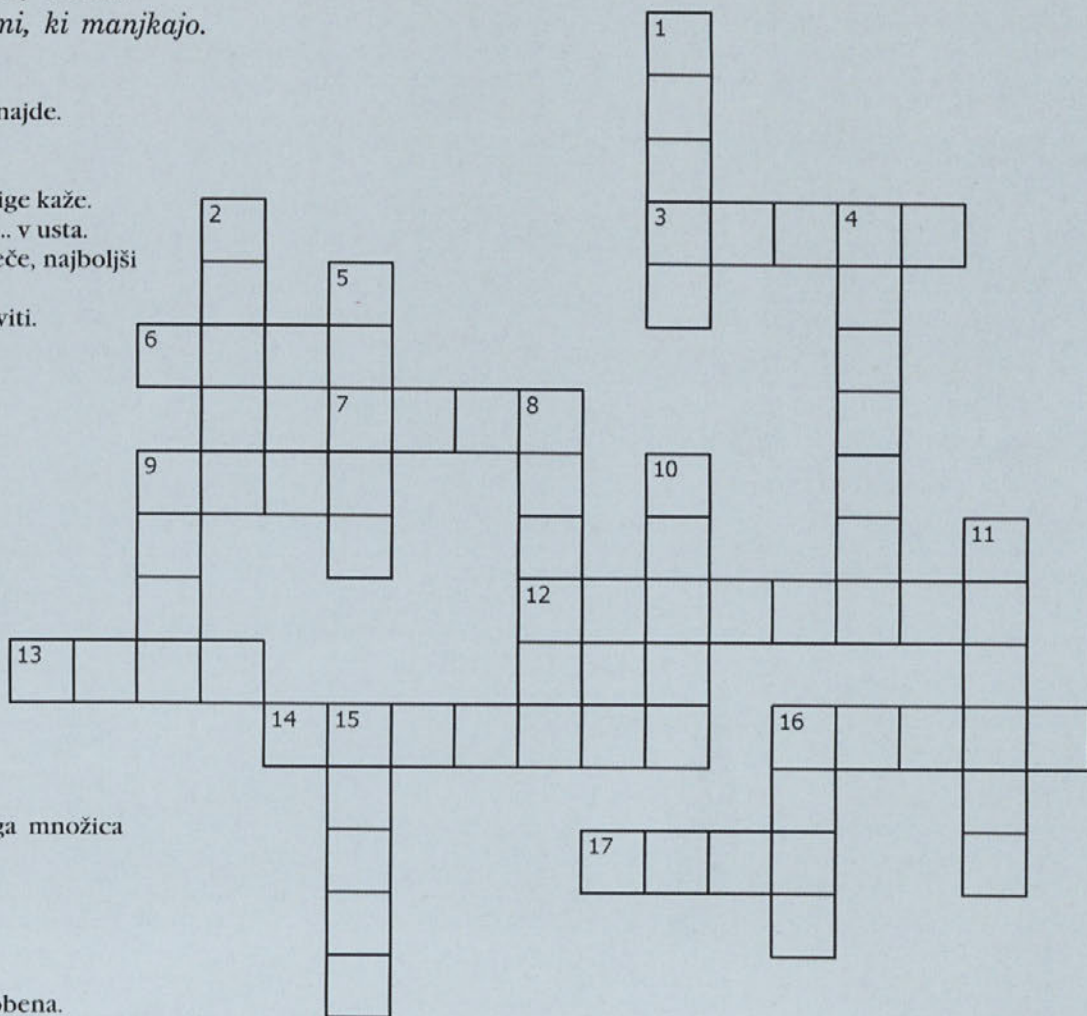 mi, ki manjkajo.
najde.
ige kaže.
.. v usta.
eče, najboljši
viti.
1
2
3
4
5
6
7
8
9
10
11
12
13
14
15
16
17
ga množica
obena.